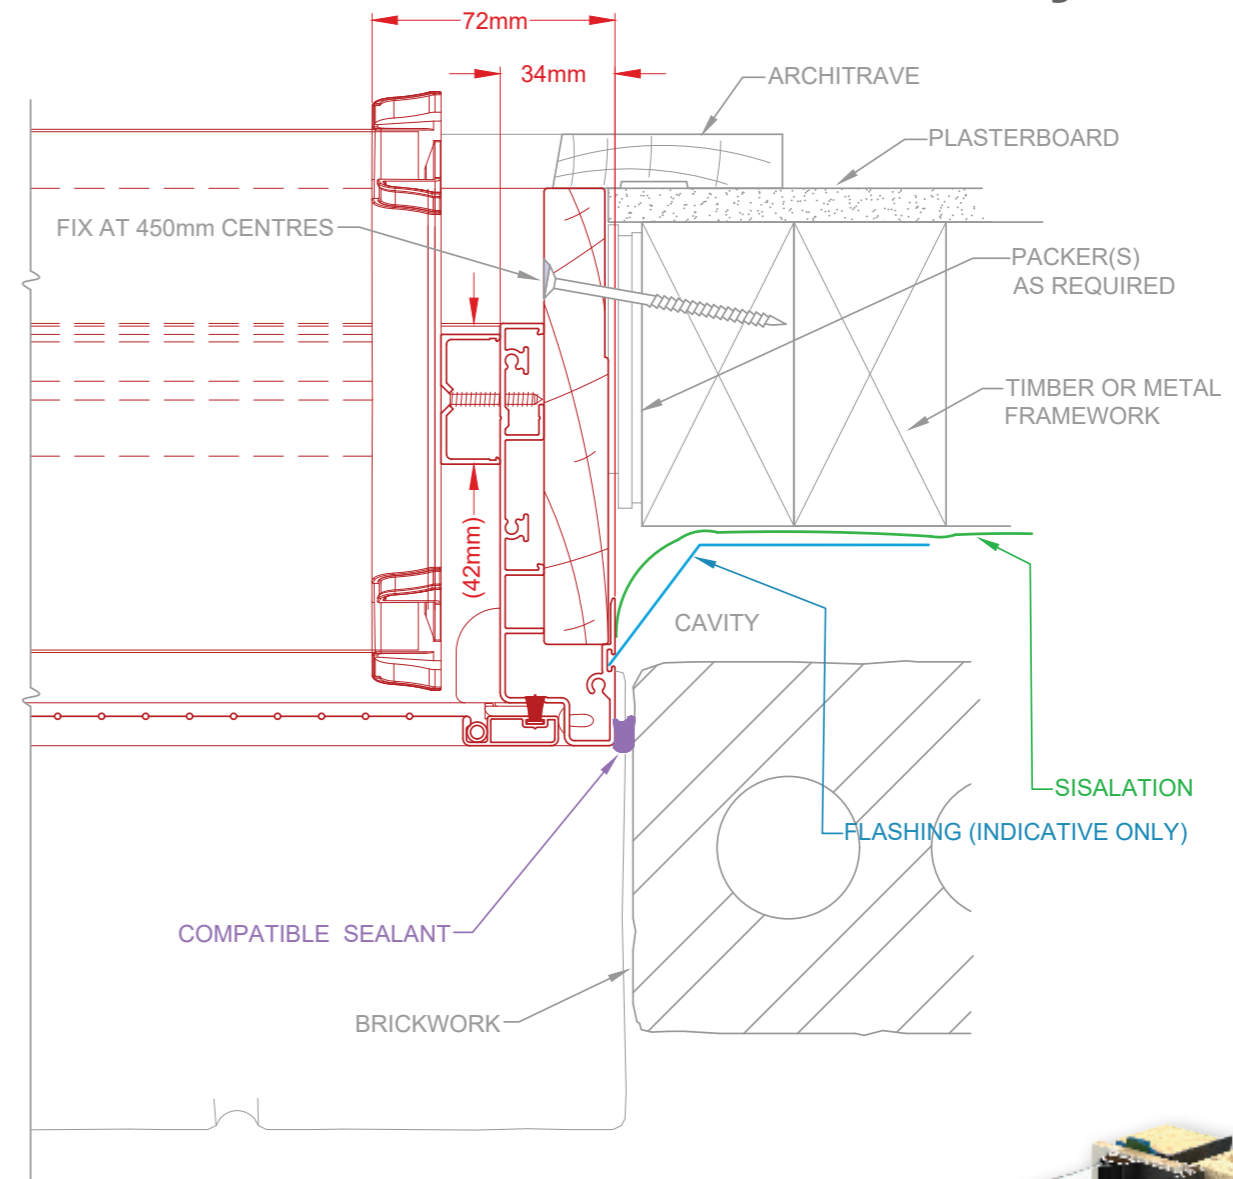 72mm
34mm
ARCHITRAVE
PLASTERBOARD
FIX AT 450mm CENTRES
PACKER(S)
AS REQUIRED
TIMBER OR METAL
FRAMEWORK
(42mm)
CAVITY
SISALATION
FLASHING (INDICATIVE ONLY)
COMPATIBLE SEALANT
BRICKWORK